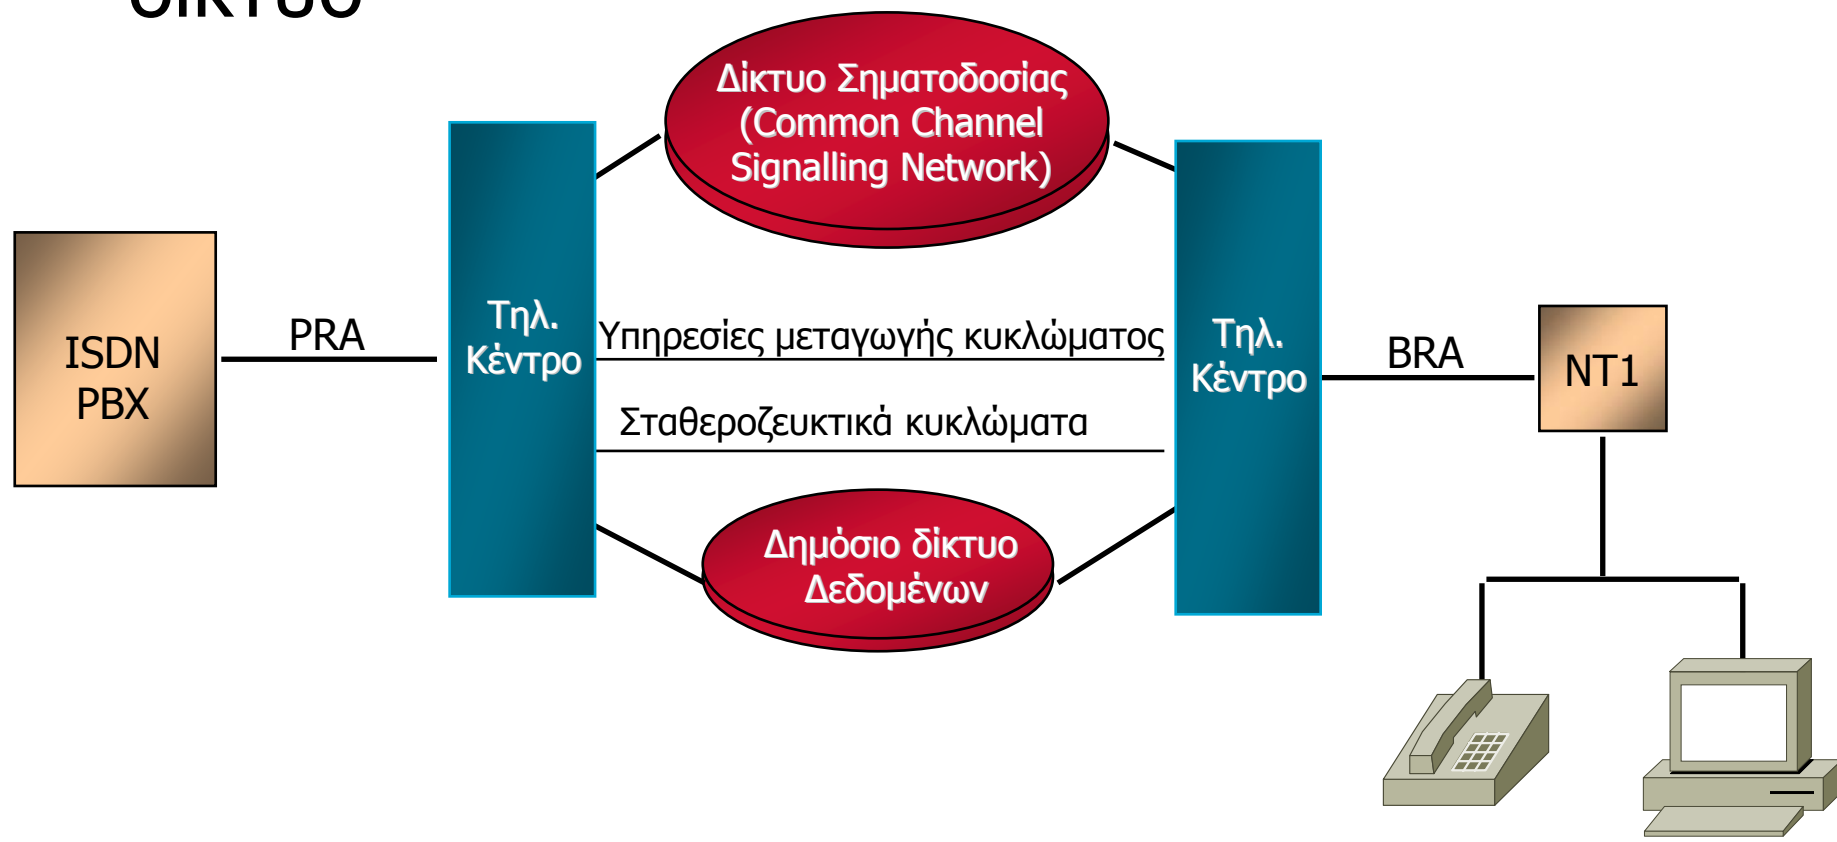 δίκτυο
Δίκτυο Σηματοδοσίας
(Common Channel
Signalling Network)
ISDN
PBX
PRA
Τηλ.
Κέντρο
Υπηρεσίες μεταγωγής κυκλώματος
Σταθεροζευκτικά κυκλώματα
Δημόσιο δίκτυο
Δεδομένων
Τηλ.
Κέντρο
BRA
NT1